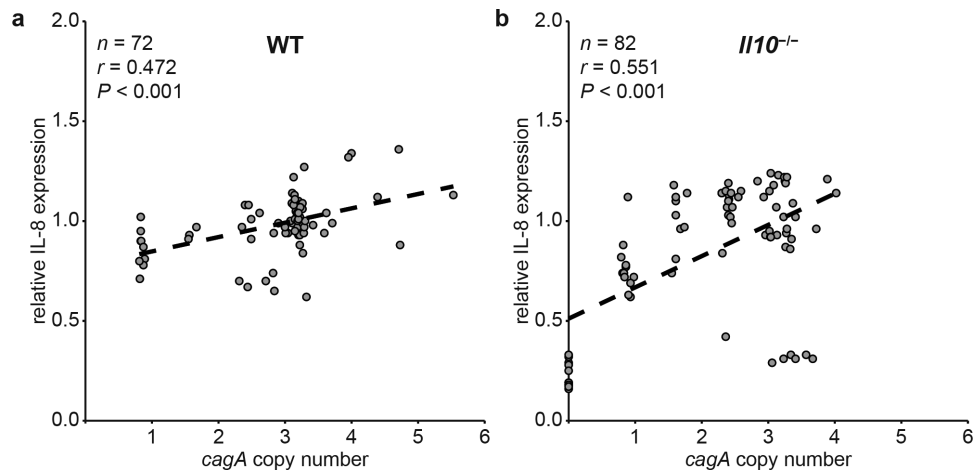 a
WT
n = 72
r = 0.472
P < 0.001
relative IL-8 expression
2.0
1.5
1.0
0.5
0.0
1 2 3 4 5 6
cagA copy number
b
Il10–/–
n = 82
r = 0.551
P < 0.001
relative IL-8 expression
2.0
1.5
1.0
0.5
0.0
1 2 3 4 5 6
cagA copy number